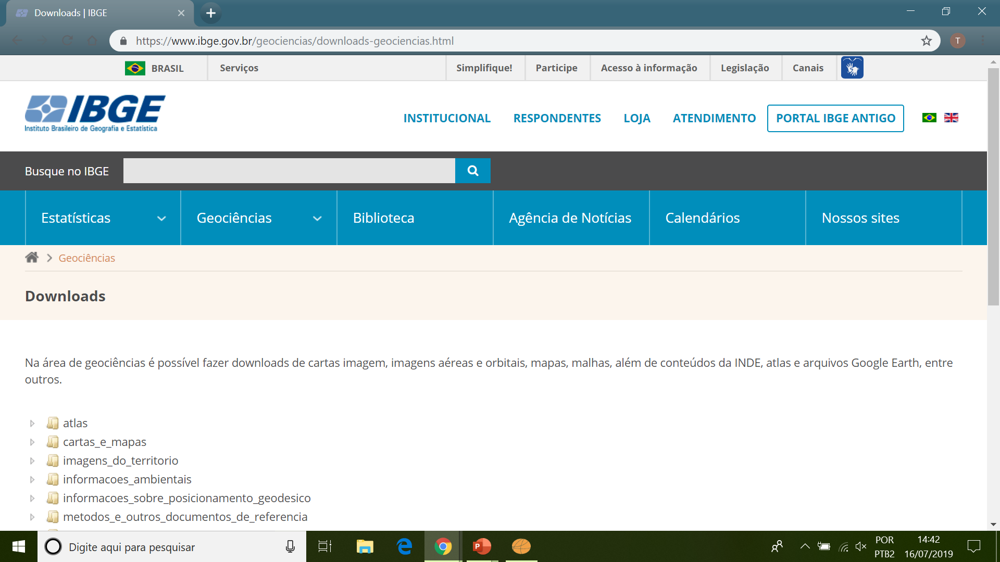 Downloads | IBGE
https://www.ibge.gov.br/geociencias/downloads-geociencias.html
T
BRASIL
Serviços
Simplifique!
Participe
Acesso à informação
Legislação
Canais
IBGE
Instituto Brasileiro de Geografia e Estatística
INSTITUCIONAL
RESPONDENTES
LOJA
ATENDIMENTO
PORTAL IBGE ANTIGO
Busque no IBGE
Estatísticas
Geociências
Biblioteca
Agência de Notícias
Calendários
Nossos sites
Geociências
Downloads
Na área de geociências é possível fazer downloads de cartas imagem, imagens aéreas e orbitais, mapas, malhas, além de conteúdos da INDE, atlas e arquivos Google Earth, entre
outros.
atlas
cartas_e_mapas
imagens_do_territorio
informacoes_ambientais
informacoes_sobre_posicionamento_geodesico
metodos_e_outros_documentos_de_referencia
Digite aqui para pesquisar
P
POR
PTB2
14:42
16/07/2019